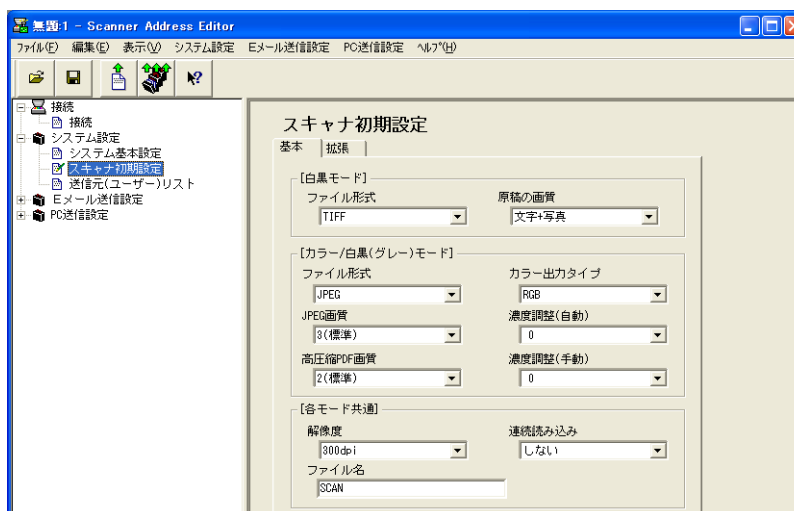 無題:1 - Scanner Address Editor
ファイル(F) 編集(E) 表示(V) システム設定 Eメール送信設定 PC送信設定 ヘルプ(H)
接続
接続
システム設定
システム基本設定
スキャナ初期設定
送信元(ユーザー)リスト
Eメール送信設定
PC送信設定
スキャナ初期設定
基本 拡張
[白黒モード]
ファイル形式 原稿の画質
TIFF 文字+写真
[カラー/白黒(グレー)モード]
ファイル形式 カラー出力タイプ
JPEG RGB
JPEG画質 濃度調整(自動)
3(標準) 0
高圧縮PDF画質 濃度調整(手動)
2(標準) 0
[各モード共通]
解像度 連続読み込み
300dpi しない
ファイル名
SCAN